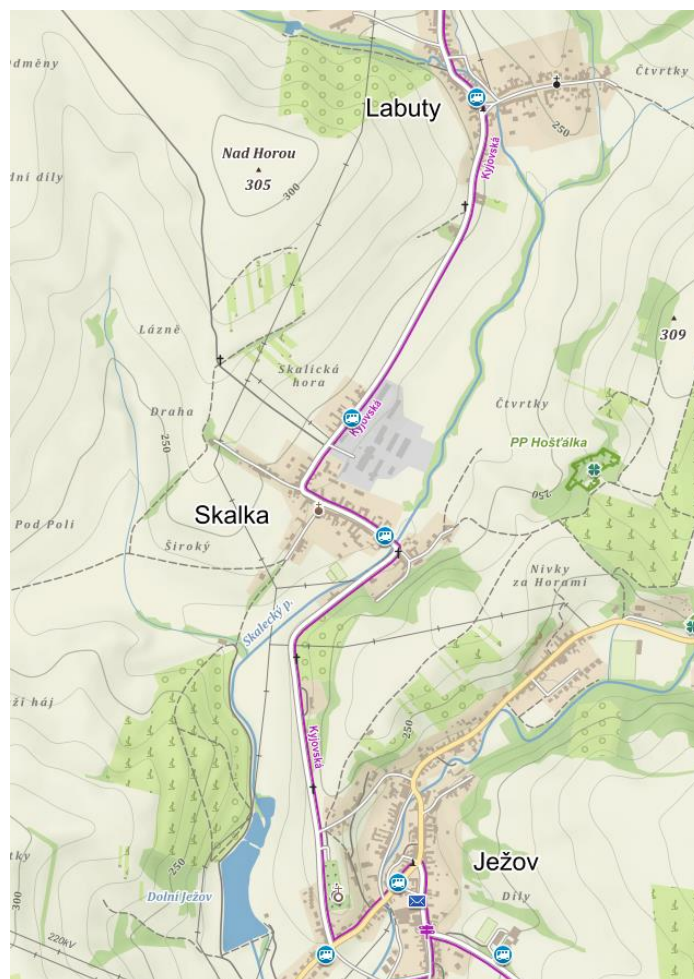 odměny
Labuty
Čtvrtky
250
Nad Horou
305
300
Kyjovská
dní díly
Lázně
309
Skalická
hora
Draha
Kyjovská
Čtvrtky
250
PP Hošťálka
250
Skalka
Pod Poli
Široký
Nivky
za Horami
Skalecký p.
ží háj
Kyjovská
250
250
Ježov
Dolní Ježov
Díly
300
220kV